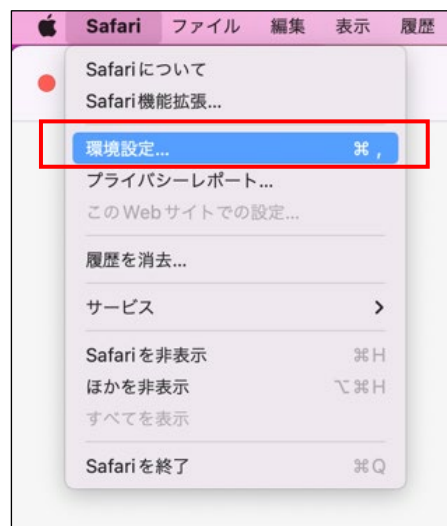 Safari ファイル 編集 表示 履歴
Safariについて
Safari機能拡張...
環境設定... ⌘ ,
プライバシーレポート...
このWebサイトでの設定...
履歴を消去...
サービス
Safariを非表示 ⌘H
ほかを非表示 ⌥⌘H
すべてを表示
Safariを終了 ⌘Q